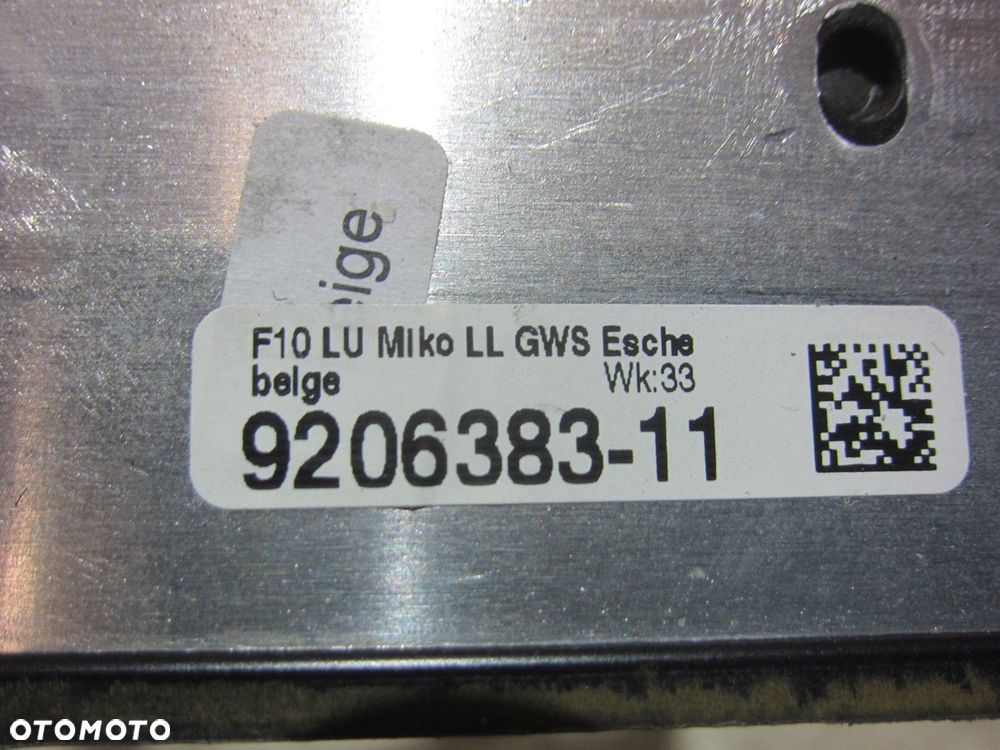 eige
F10 LU Miko LL GWS Esche
beige Wk:33
9206383-11
OTOMOTO